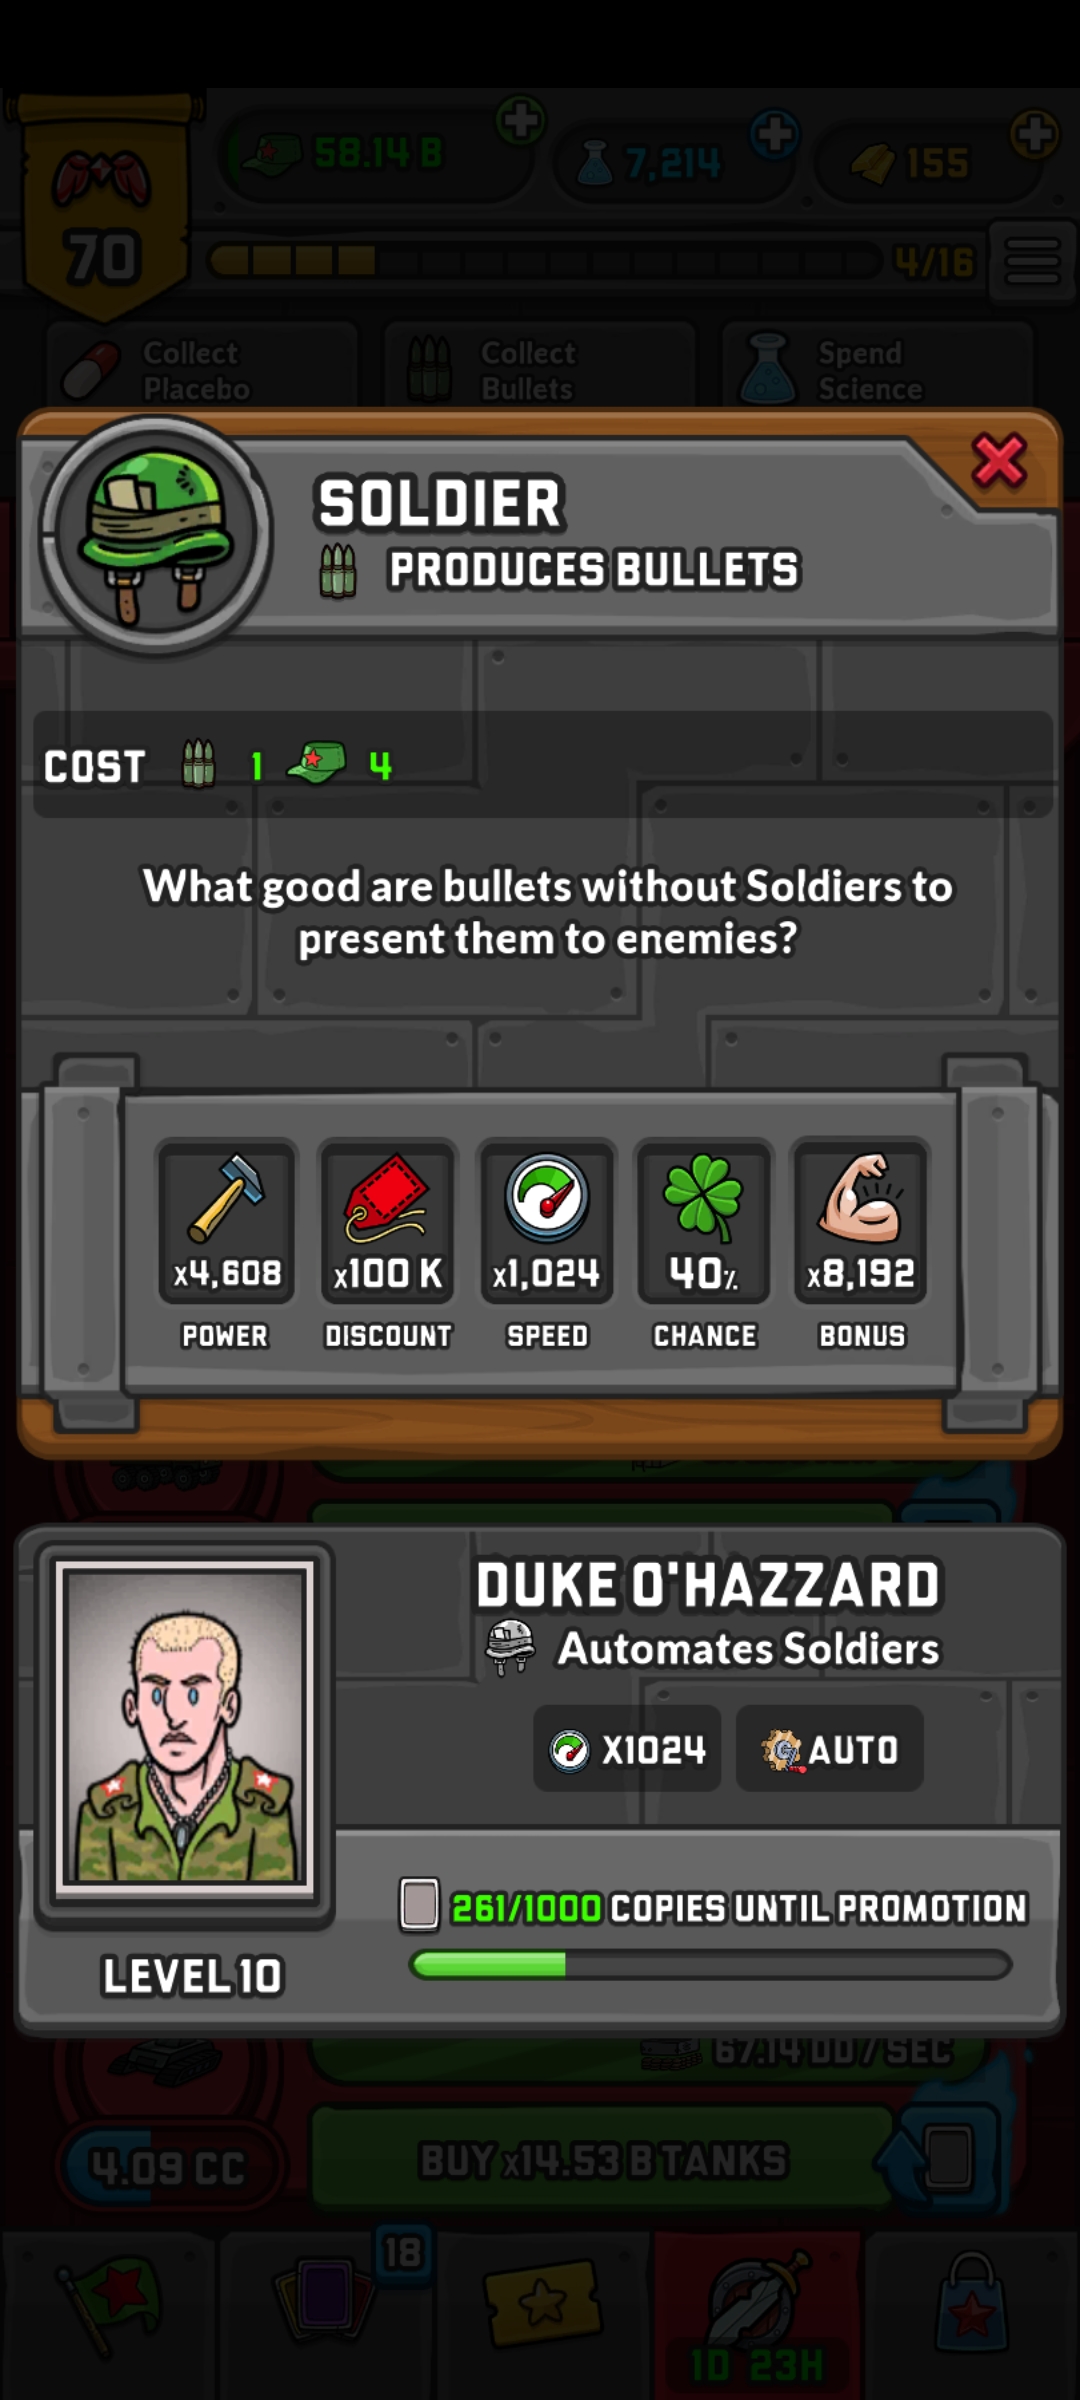 58.14 B
7,214
155
70
4/16
Collect
Placebo
Collect
Bullets
Spend
Science
SOLDIER
PRODUCES BULLETS
COST 1 4
What good are bullets without Soldiers to
present them to enemies?
x4,608
x100 K
x1,024
40%
x8,192
POWER
DISCOUNT
SPEED
CHANCE
BONUS
DUKE O'HAZZARD
Automates Soldiers
X1024
AUTO
261/1000 COPIES UNTIL PROMOTION
LEVEL 10
67.14 DD / SEC
4.09 CC
BUY x14.53 B TANKS
18
1D 23H